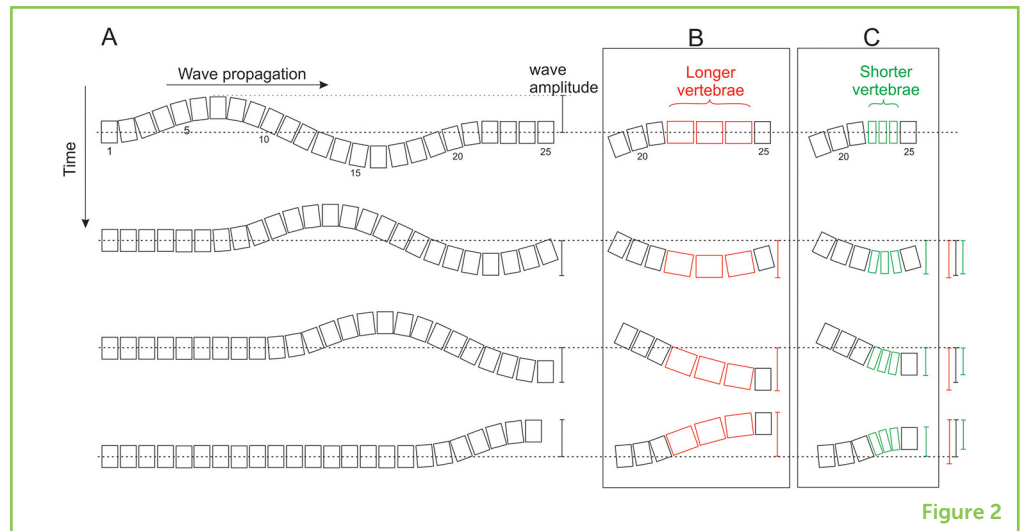 A
B
C
Wave propagation
wave
amplitude
Longer
vertebrae
Shorter
vertebrae
Time
1
5
10
15
20
25
20
25
20
25
Figure 2